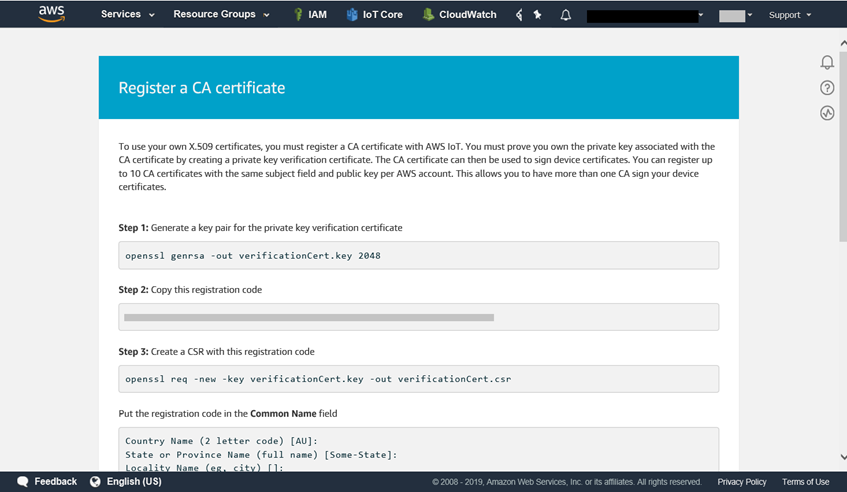 aws
Services Resource Groups IAM IoT Core CloudWatch Support
Register a CA certificate
To use your own X.509 certificates, you must register a CA certificate with AWS IoT. You must prove you own the private key associated with the
CA certificate by creating a private key verification certificate. The CA certificate can then be used to sign device certificates. You can register up
to 10 CA certificates with the same subject field and public key per AWS account. This allows you to have more than one CA sign your device
certificates.
Step 1: Generate a key pair for the private key verification certificate
openssl genrsa -out verificationCert.key 2048
Step 2: Copy this registration code
Step 3: Create a CSR with this registration code
openssl req -new -key verificationCert.key -out verificationCert.csr
Put the registration code in the Common Name field
Country Name (2 letter code) [AU]:
State or Province Name (full name) [Some-State]:
Locality Name (eg, city) []:
Feedback English (US) © 2008 - 2019, Amazon Web Services, Inc. or its affiliates. All rights reserved. Privacy Policy Terms of Use